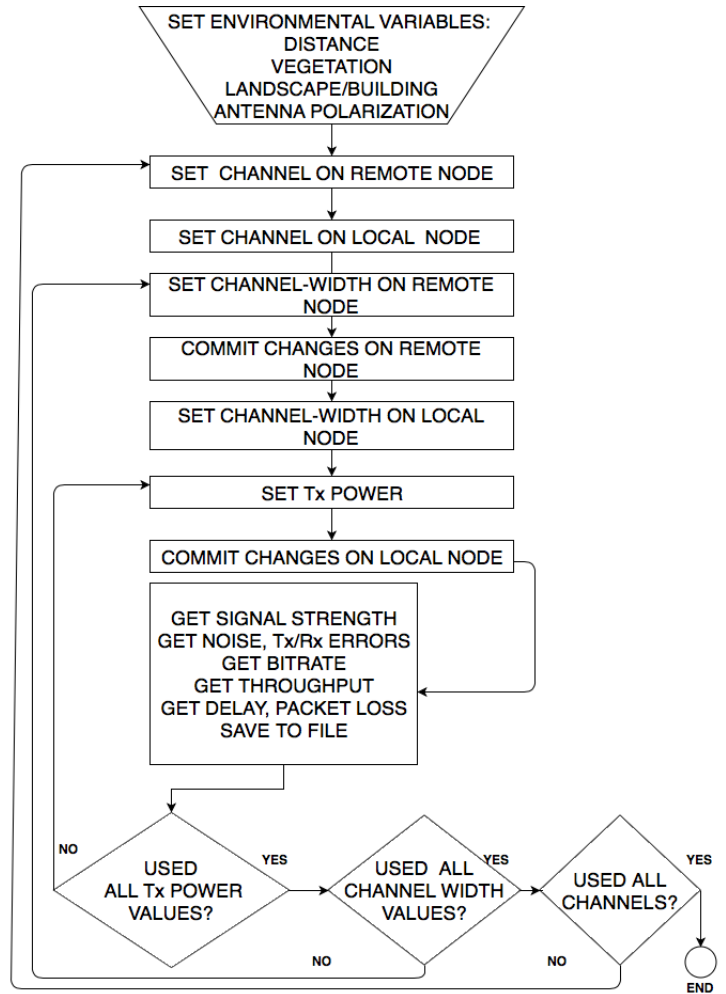 SET ENVIRONMENTAL VARIABLES:
DISTANCE
VEGETATION
LANDSCAPE/BUILDING
ANTENNA POLARIZATION
SET CHANNEL ON REMOTE NODE
SET CHANNEL ON LOCAL NODE
SET CHANNEL-WIDTH ON REMOTE
NODE
COMMIT CHANGES ON REMOTE
NODE
SET CHANNEL-WIDTH ON LOCAL
NODE
SET Tx POWER
COMMIT CHANGES ON LOCAL NODE
GET SIGNAL STRENGTH
GET NOISE, Tx/Rx ERRORS
GET BITRATE
GET THROUGHPUT
GET DELAY, PACKET LOSS
SAVE TO FILE
NO
USED
ALL Tx POWER
VALUES?
YES
USED ALL
CHANNEL WIDTH
VALUES?
YES
NO
USED ALL
CHANNELS?
YES
NO
END